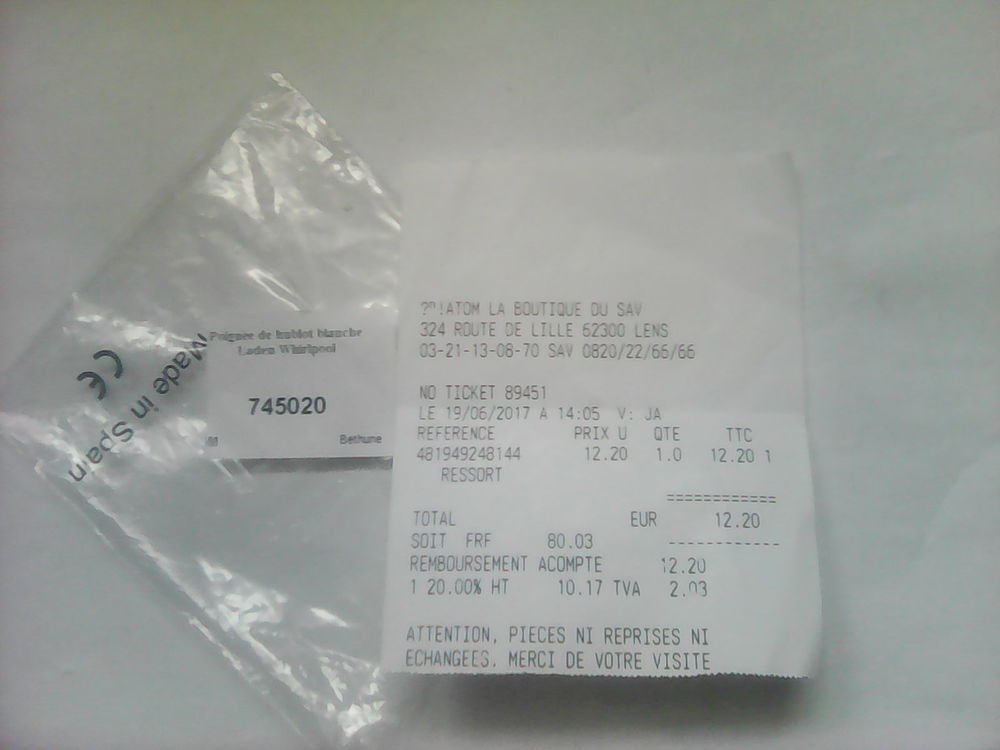 Poignee de hublot blanche
Laden Whirlpool
745020
Bethune
CE
Made in Spain
ATOM LA BOUTIQUE DU SAV
324 ROUTE DE LILLE 62300 LENS
03-21-13-08-70 SAV 0820/22/66/66
NO TICKET 89451
LE 19/06/2017 A 14:05 V: JA
REFERENCE PRIX U QTE TTC
481949248144 12.20 1.0 12.20 1
RESSORT
============
TOTAL EUR 12.20
SOIT FRF 80.03 ------------
REMBOURSEMENT ACOMPTE 12.20
1 20.00% HT 10.17 TVA 2.03
ATTENTION, PIECES NI REPRISES NI
ECHANGEES. MERCI DE VOTRE VISITE